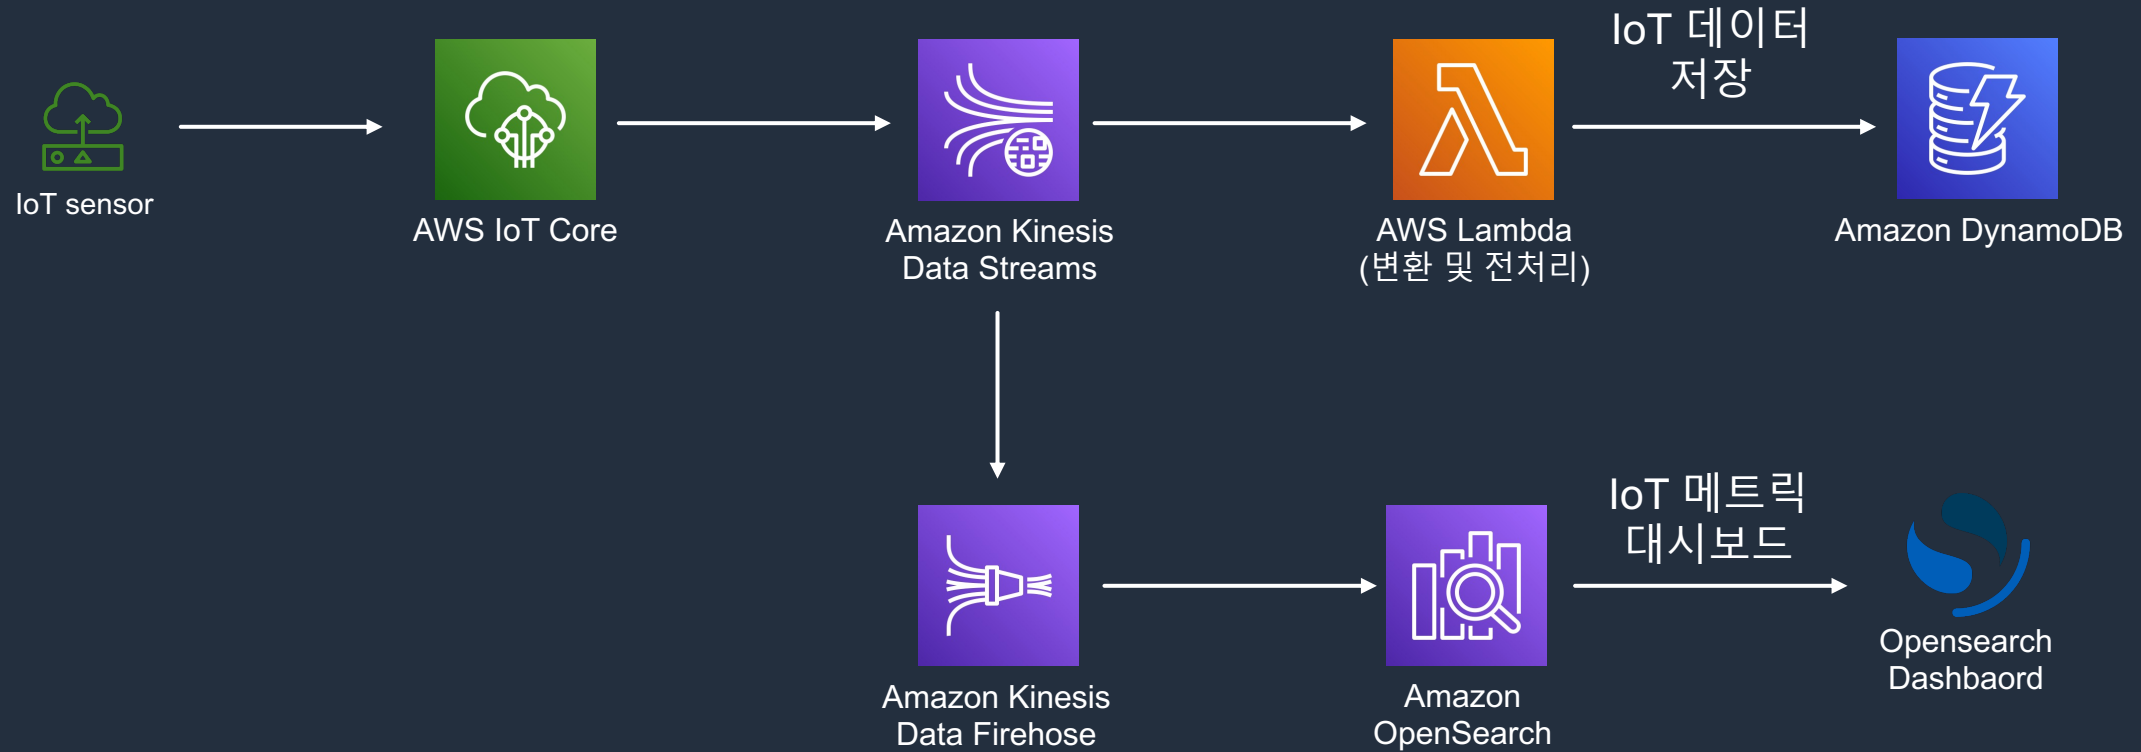 IoT sensor
AWS IoT Core
Amazon Kinesis
Data Streams
AWS Lambda
(변환 및 전처리)
IoT 데이터
저장
Amazon DynamoDB
Amazon Kinesis
Data Firehose
Amazon
OpenSearch
IoT 메트릭
대시보드
Opensearch
Dashbaord